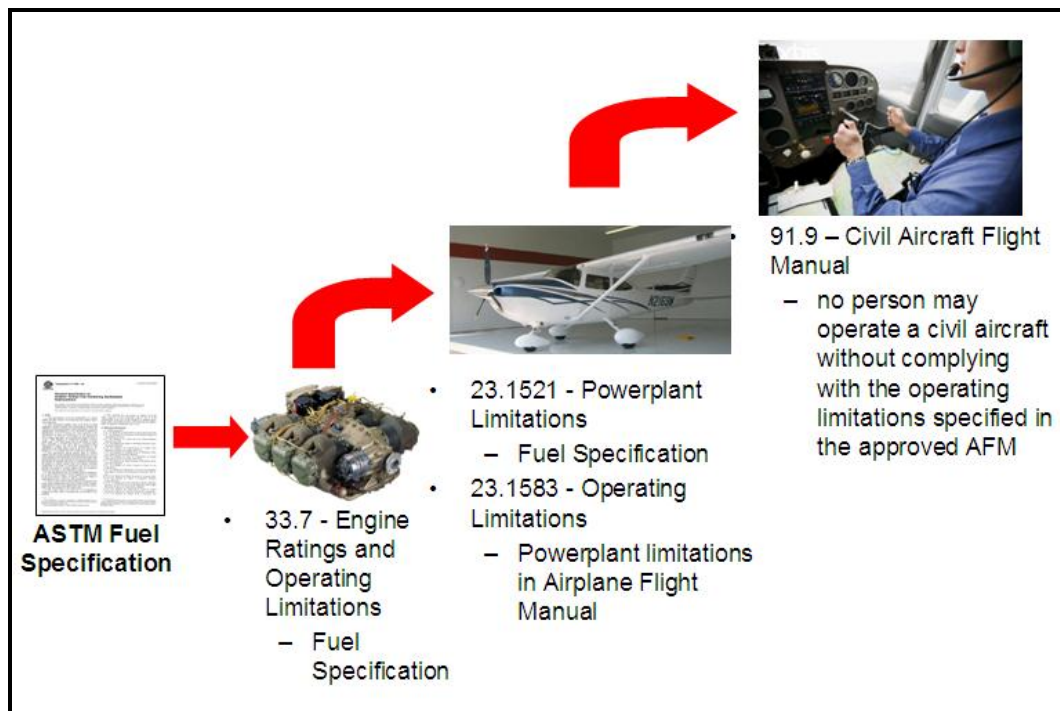 ASTM Fuel
Specification
• 33.7 - Engine
Ratings and
Operating
Limitations
– Fuel
Specification
• 23.1521 - Powerplant
Limitations
– Fuel Specification
• 23.1583 - Operating
Limitations
– Powerplant limitations
in Airplane Flight
Manual
• 91.9 – Civil Aircraft Flight
Manual
– no person may
operate a civil aircraft
without complying
with the operating
limitations specified in
the approved AFM